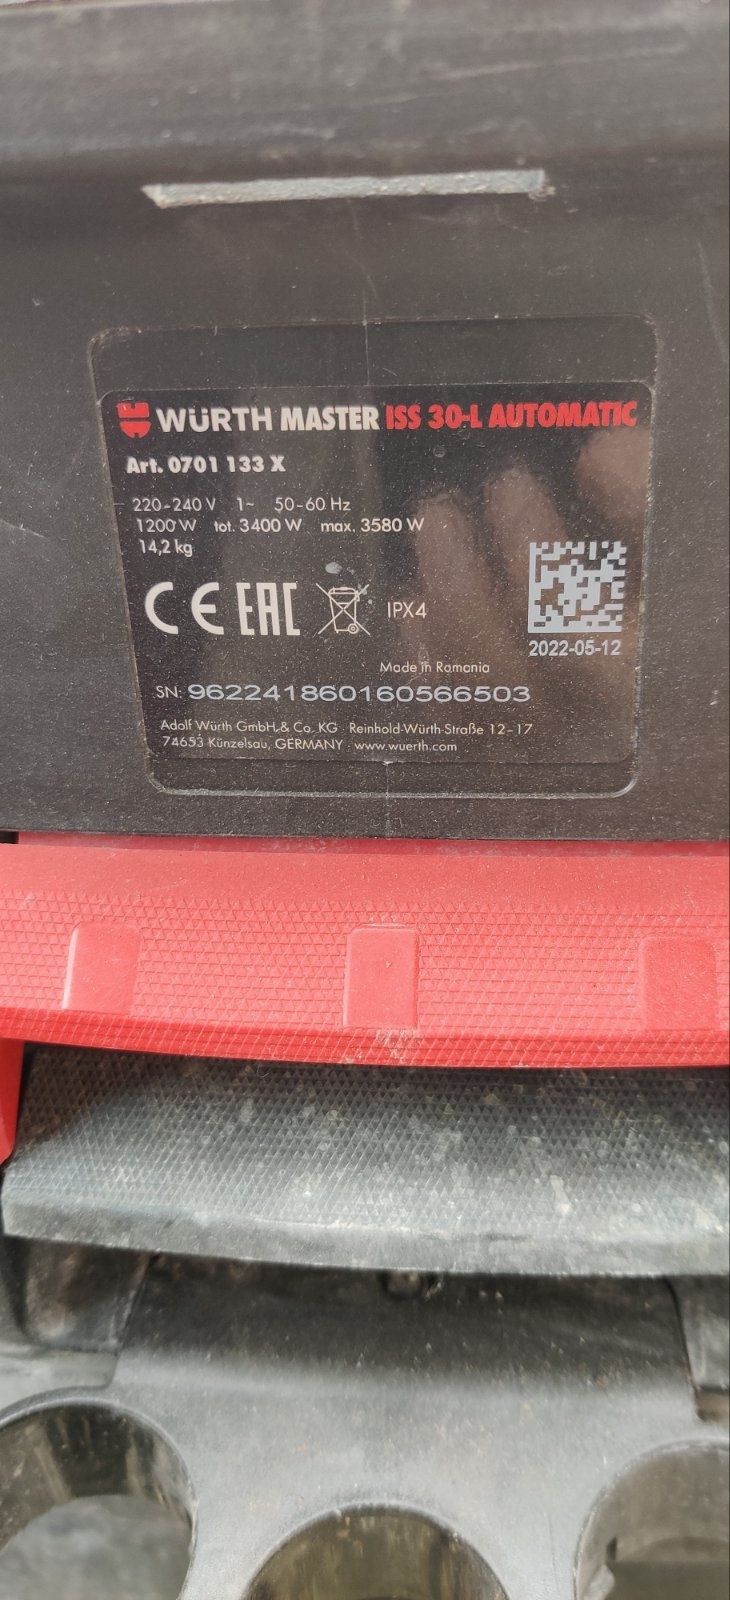 WÜRTH MASTER ISS 30-L AUTOMATIC
Art. 0701 133 X
220-240 V 1~ 50-60 Hz
1200 W tot. 3400 W max. 3580 W
14,2 kg
CE EAC IPX4
2022-05-12
Made in Romania
SN: 962241860160566503
Adolf Würth GmbH & Co. KG · Reinhold-Würth-Straße 12-17
74653 Künzelsau, GERMANY · www.wuerth.com